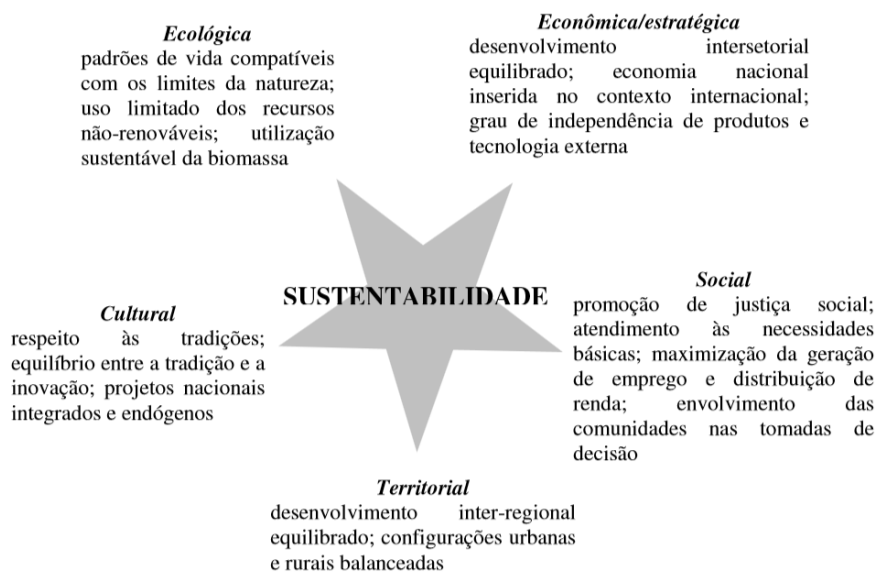 Ecológica
padrões de vida compatíveis
com os limites da natureza;
uso limitado dos recursos
não-renováveis; utilização
sustentável da biomassa
Econômica/estratégica
desenvolvimento intersetorial
equilibrado; economia nacional
inserida no contexto internacional;
grau de independência de produtos e
tecnologia externa
SUSTENTABILIDADE
Cultural
respeito às tradições;
equilíbrio entre a tradição e a
inovação; projetos nacionais
integrados e endógenos
Social
promoção de justiça social;
atendimento às necessidades
básicas; maximização da geração
de emprego e distribuição de
renda; envolvimento das
comunidades nas tomadas de
decisão
Territorial
desenvolvimento inter-regional
equilibrado; configurações urbanas
e rurais balanceadas